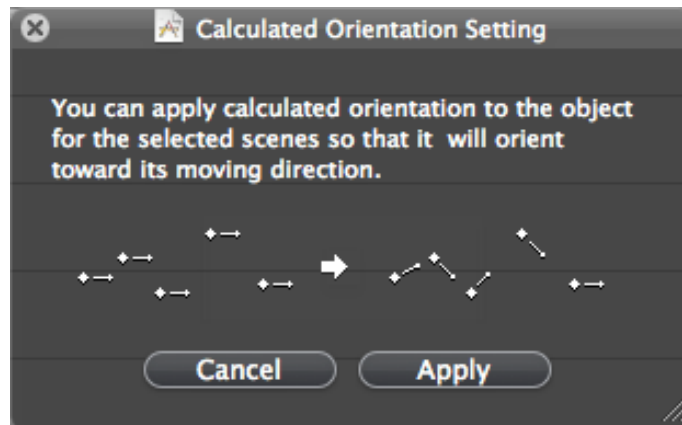 Calculated Orientation Setting
You can apply calculated orientation to the object
for the selected scenes so that it  will orient
toward its moving direction.
Cancel
Apply